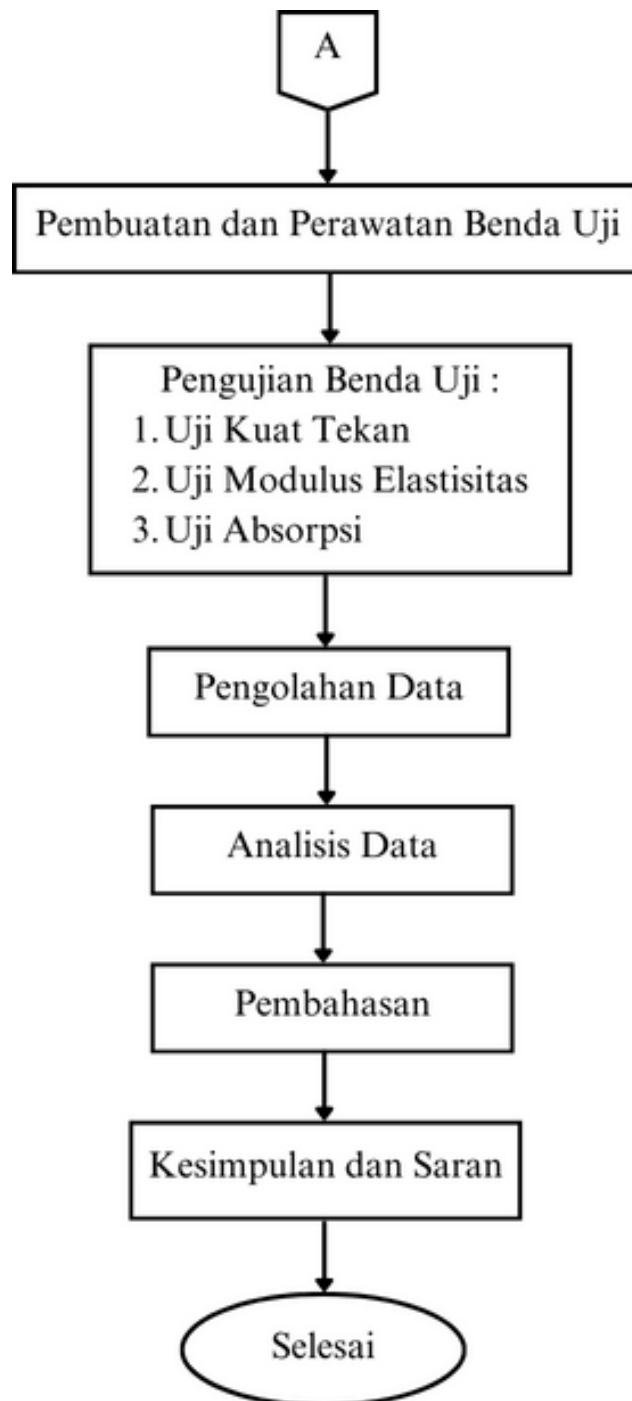 A
Pembuatan dan Perawatan Benda Uji
Pengujian Benda Uji :
1. Uji Kuat Tekan
2. Uji Modulus Elastisitas
3. Uji Absorpsi
Pengolahan Data
Analisis Data
Pembahasan
Kesimpulan dan Saran
Selesai